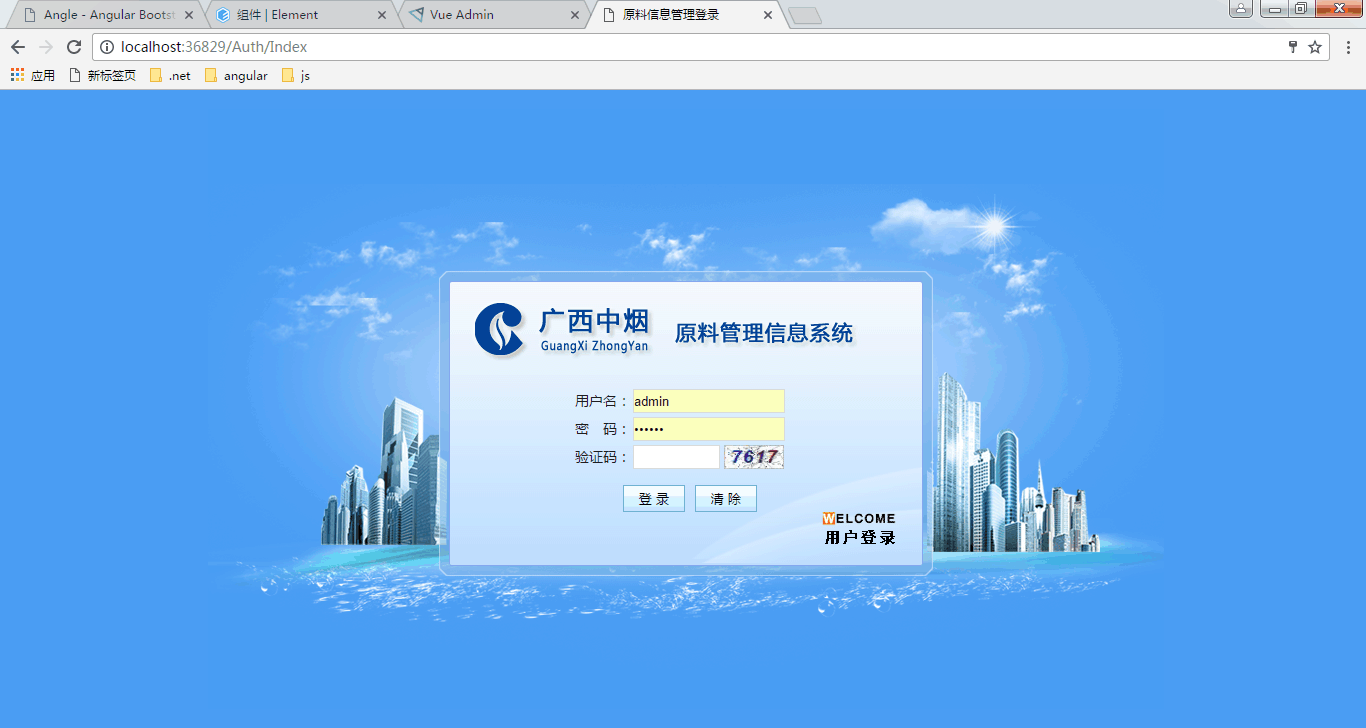 Angle - Angular Bootst
组件 | Element
Vue Admin
原料信息管理登录
localhost:36829/Auth/Index
应用
新标签页
.net
angular
js
广西中烟
GuangXi ZhongYan
原料管理信息系统
用户名：admin
密 码：••••••
验证码：
7617
登 录
清 除
WELCOME
用户登录